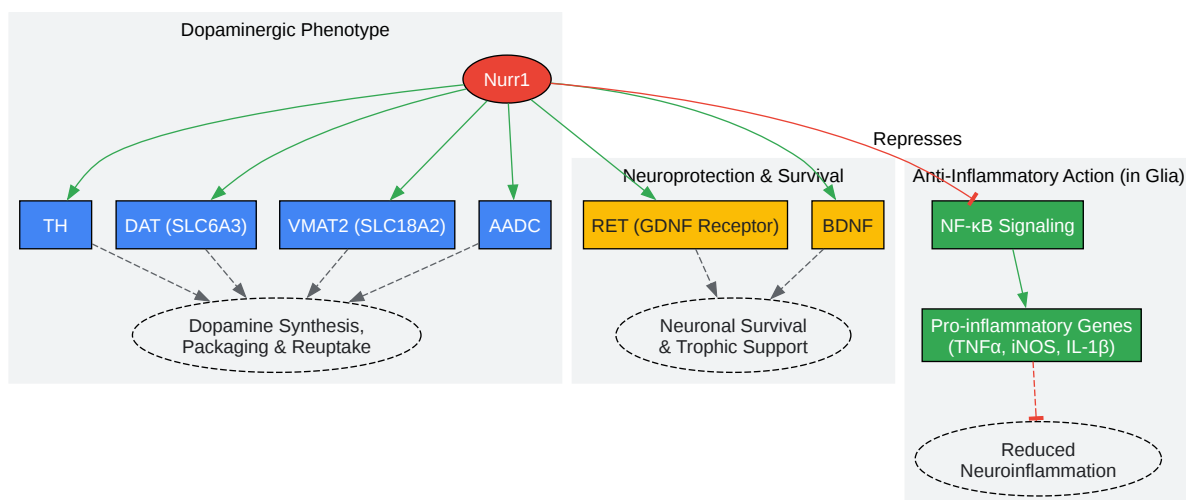 Dopaminergic Phenotype
Nurr1
Represses
Neuroprotection & Survival
Anti-Inflammatory Action (in Glia)
TH
DAT (SLC6A3)
VMAT2 (SLC18A2)
AADC
RET (GDNF Receptor)
BDNF
NF-κB Signaling
Dopamine Synthesis,
Packaging & Reuptake
Neuronal Survival
& Trophic Support
Pro-inflammatory Genes
(TNFα, iNOS, IL-1β)
Reduced
Neuroinflammation